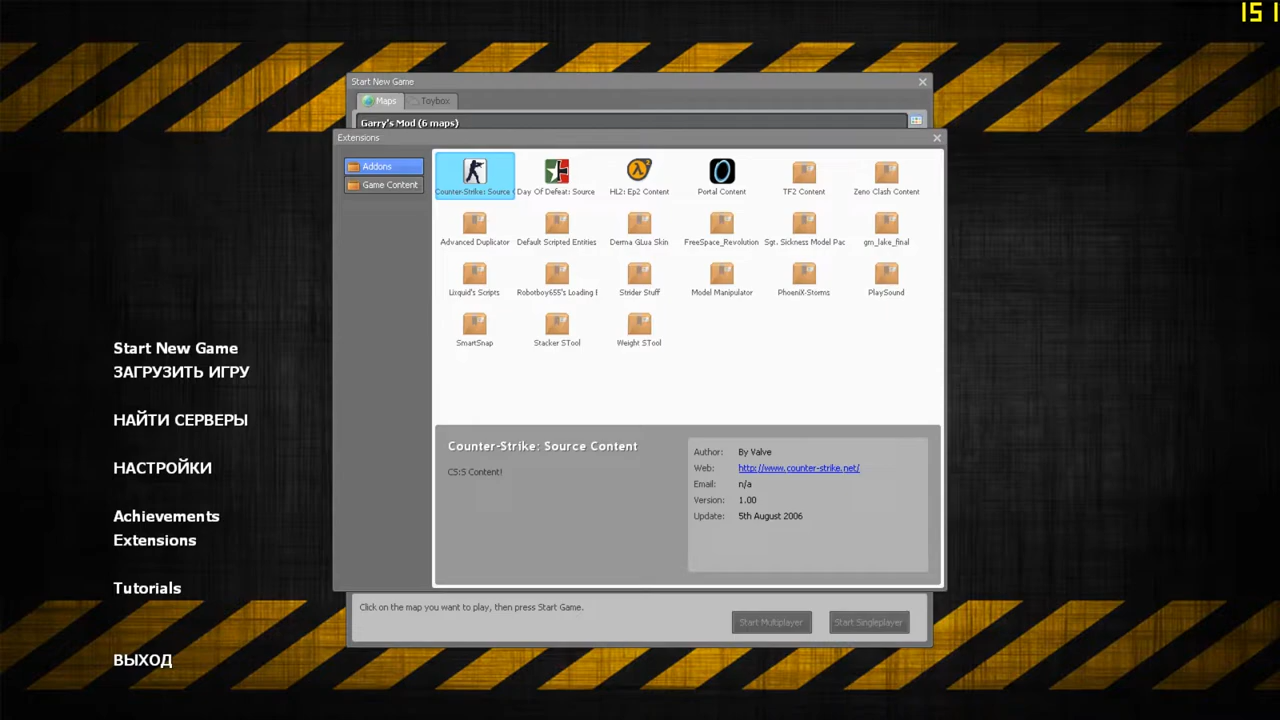 151
Start New Game
Maps
Toybox
Garry's Mod (6 maps)
Extensions
Addons
Game Content
Counter-Strike: Source
Day Of Defeat: Source
HL2: Ep2 Content
Portal Content
TF2 Content
Zeno Clash Content
Advanced Duplicator
Default Scripted Entities
Derma GLua Skin
FreeSpace_Revolution
Sgt. Sickness Model Pac
gm_lake_final
Lixquid's Scripts
Robotboy655's Loading
Strider Stuff
Model Manipulator
PhoeniX-Storms
PlaySound
SmartSnap
Stacker STool
Weight STool
Counter-Strike: Source Content
CS:S Content!
Author: By Valve
Web: http://www.counter-strike.net/
Email: n/a
Version: 1.00
Update: 5th August 2006
Click on the map you want to play, then press Start Game.
Start Multiplayer
Start Singleplayer
Start New Game
ЗАГРУЗИТЬ ИГРУ
НАЙТИ СЕРВЕРЫ
НАСТРОЙКИ
Achievements
Extensions
Tutorials
ВЫХОД